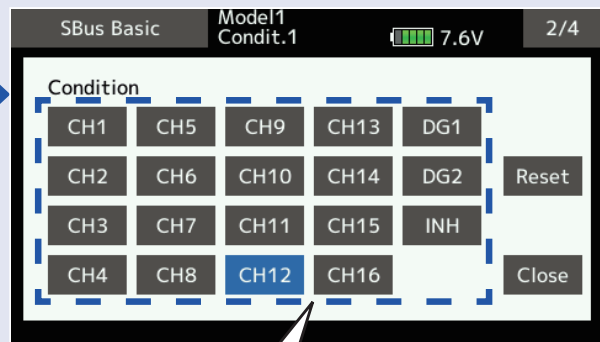 SBus Basic
Model1
Condit.1
7.6V
2/4
Condition
CH1 CH5 CH9 CH13 DG1
CH2 CH6 CH10 CH14 DG2 Reset
CH3 CH7 CH11 CH15 INH
CH4 CH8 CH12 CH16 Close